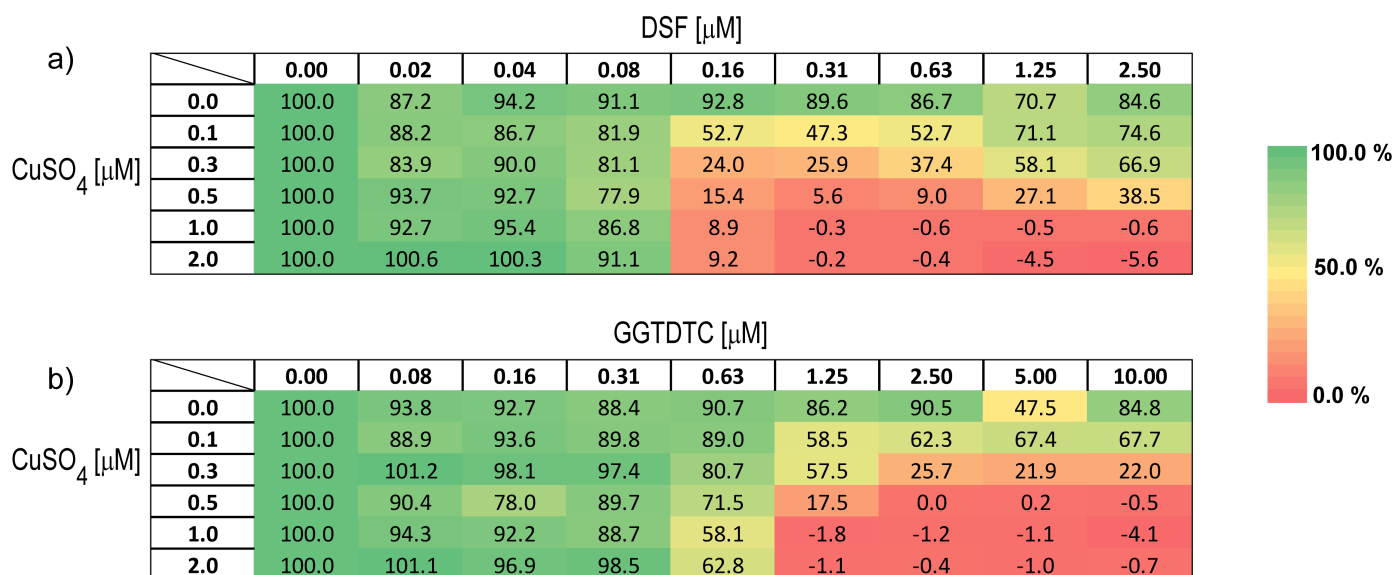 DSF [μM]
a)
0.00 0.02 0.04 0.08 0.16 0.31 0.63 1.25 2.50
0.0 100.0 87.2 94.2 91.1 92.8 89.6 86.7 70.7 84.6
0.1 100.0 88.2 86.7 81.9 52.7 47.3 52.7 71.1 74.6
CuSO4 [μM]
0.3 100.0 83.9 90.0 81.1 24.0 25.9 37.4 58.1 66.9
0.5 100.0 93.7 92.7 77.9 15.4 5.6 9.0 27.1 38.5
1.0 100.0 92.7 95.4 86.8 8.9 -0.3 -0.6 -0.5 -0.6
2.0 100.0 100.6 100.3 91.1 9.2 -0.2 -0.4 -4.5 -5.6
100.0 %
50.0 %
0.0 %
GGTDTC [μM]
b)
0.00 0.08 0.16 0.31 0.63 1.25 2.50 5.00 10.00
0.0 100.0 93.8 92.7 88.4 90.7 86.2 90.5 47.5 84.8
0.1 100.0 88.9 93.6 89.8 89.0 58.5 62.3 67.4 67.7
CuSO4 [μM]
0.3 100.0 101.2 98.1 97.4 80.7 57.5 25.7 21.9 22.0
0.5 100.0 90.4 78.0 89.7 71.5 17.5 0.0 0.2 -0.5
1.0 100.0 94.3 92.2 88.7 58.1 -1.8 -1.2 -1.1 -4.1
2.0 100.0 101.1 96.9 98.5 62.8 -1.1 -0.4 -1.0 -0.7